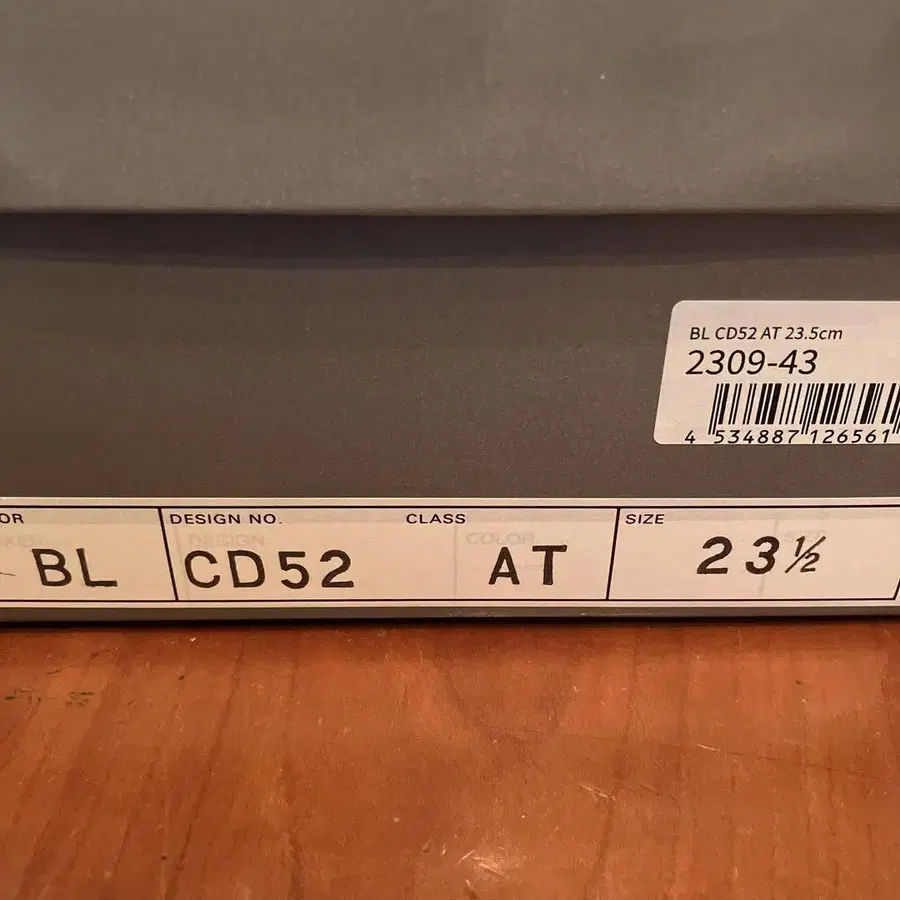 BL CD52 AT 23.5cm
2309-43
4 534887 126561
OR DESIGN NO. CLASS SIZE
BL CD52 AT 23½